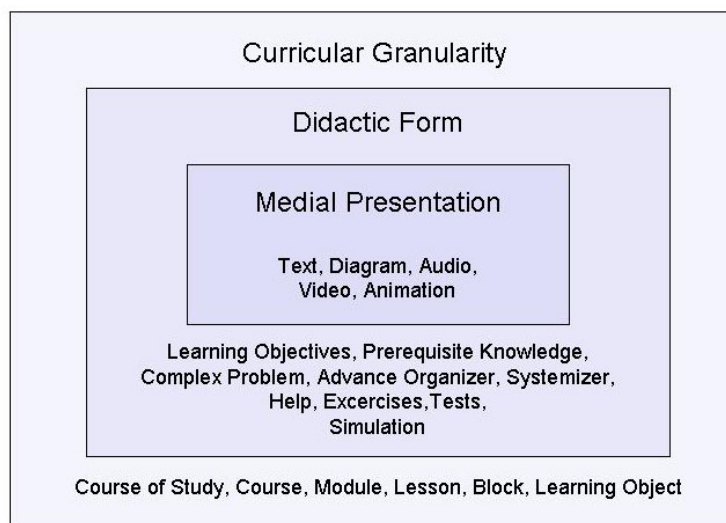 Curricular Granularity
Didactic Form
Medial Presentation
Text, Diagram, Audio,
Video, Animation
Learning Objectives, Prerequisite Knowledge,
Complex Problem, Advance Organizer, Systemizer,
Help, Excercises,Tests,
Simulation
Course of Study, Course, Module, Lesson, Block, Learning Object